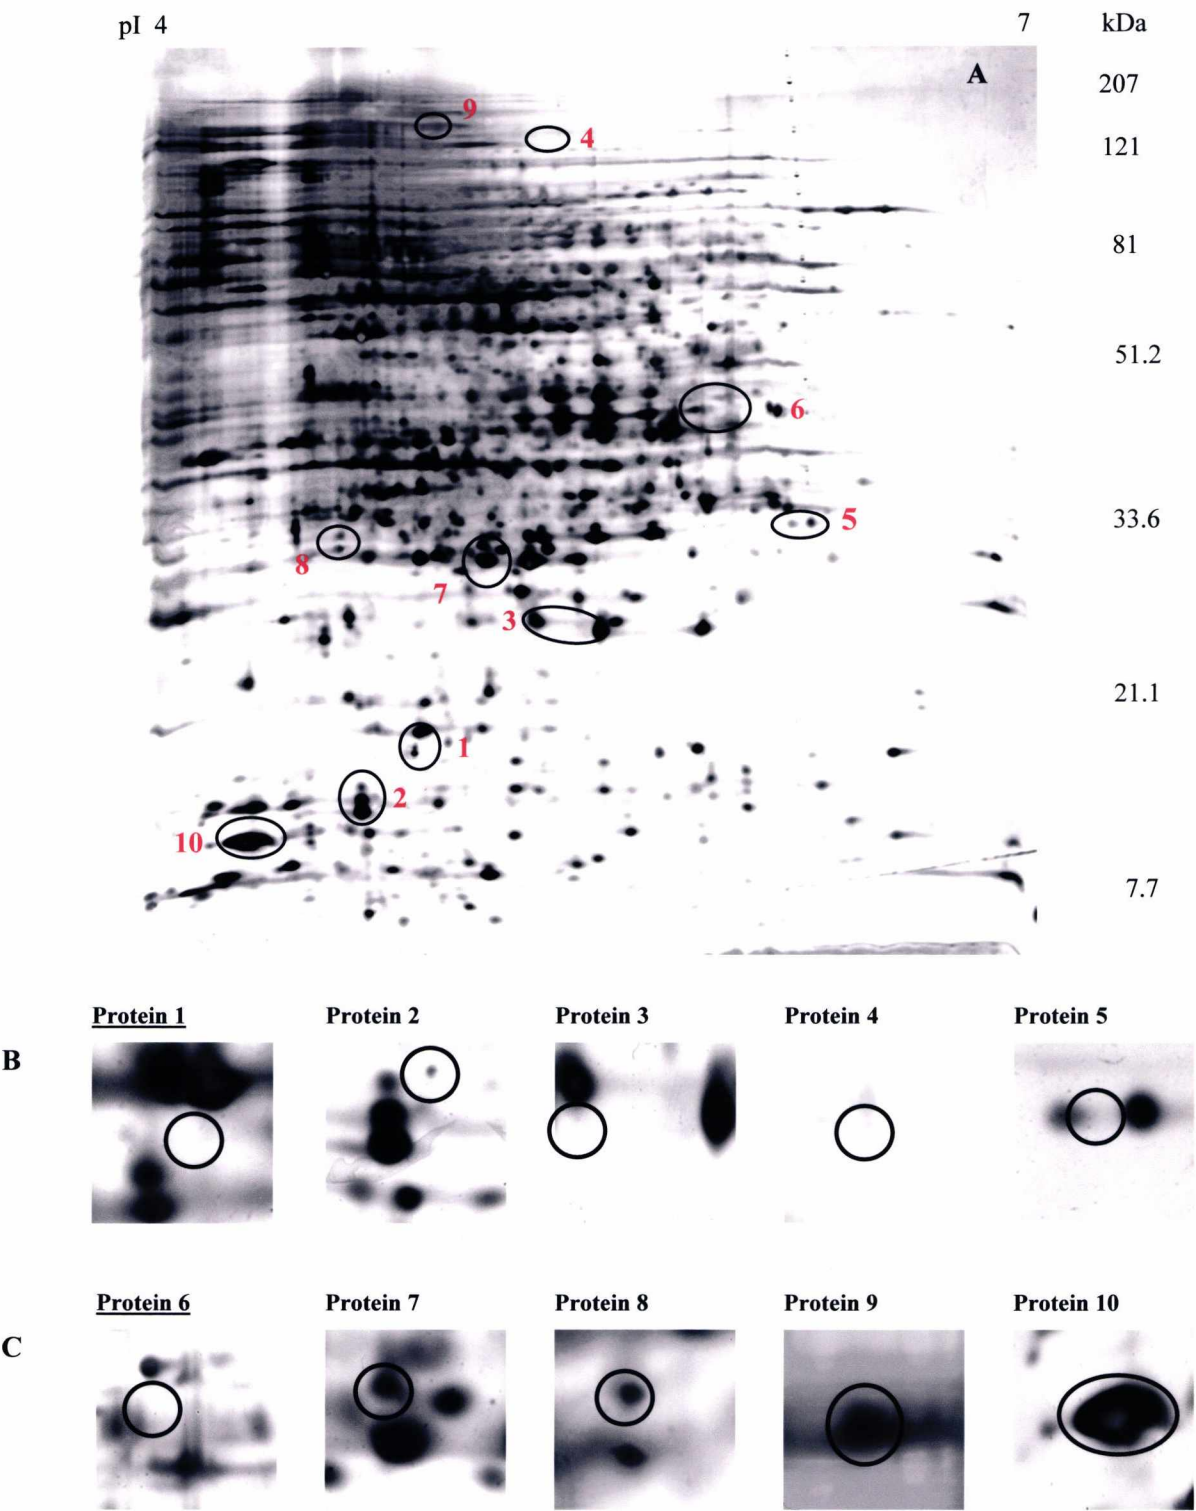 pI 4 7 kDa
A
207
9
4
121
81
51.2
6
5
33.6
8
7
3
21.1
1
2
10
7.7
Protein 1 Protein 2 Protein 3 Protein 4 Protein 5
B
Protein 6 Protein 7 Protein 8 Protein 9 Protein 10
C